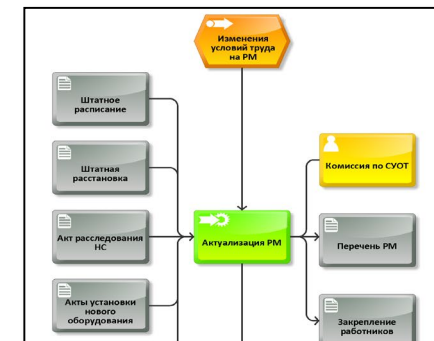 Изменения
условий труда
на РМ
Штатное
расписание
Комиссия по СУОТ
Штатная
расстановка
Акт расследования
НС
Актуализация РМ
Перечень РМ
Акты установки
нового
оборудования
Закрепление
работников